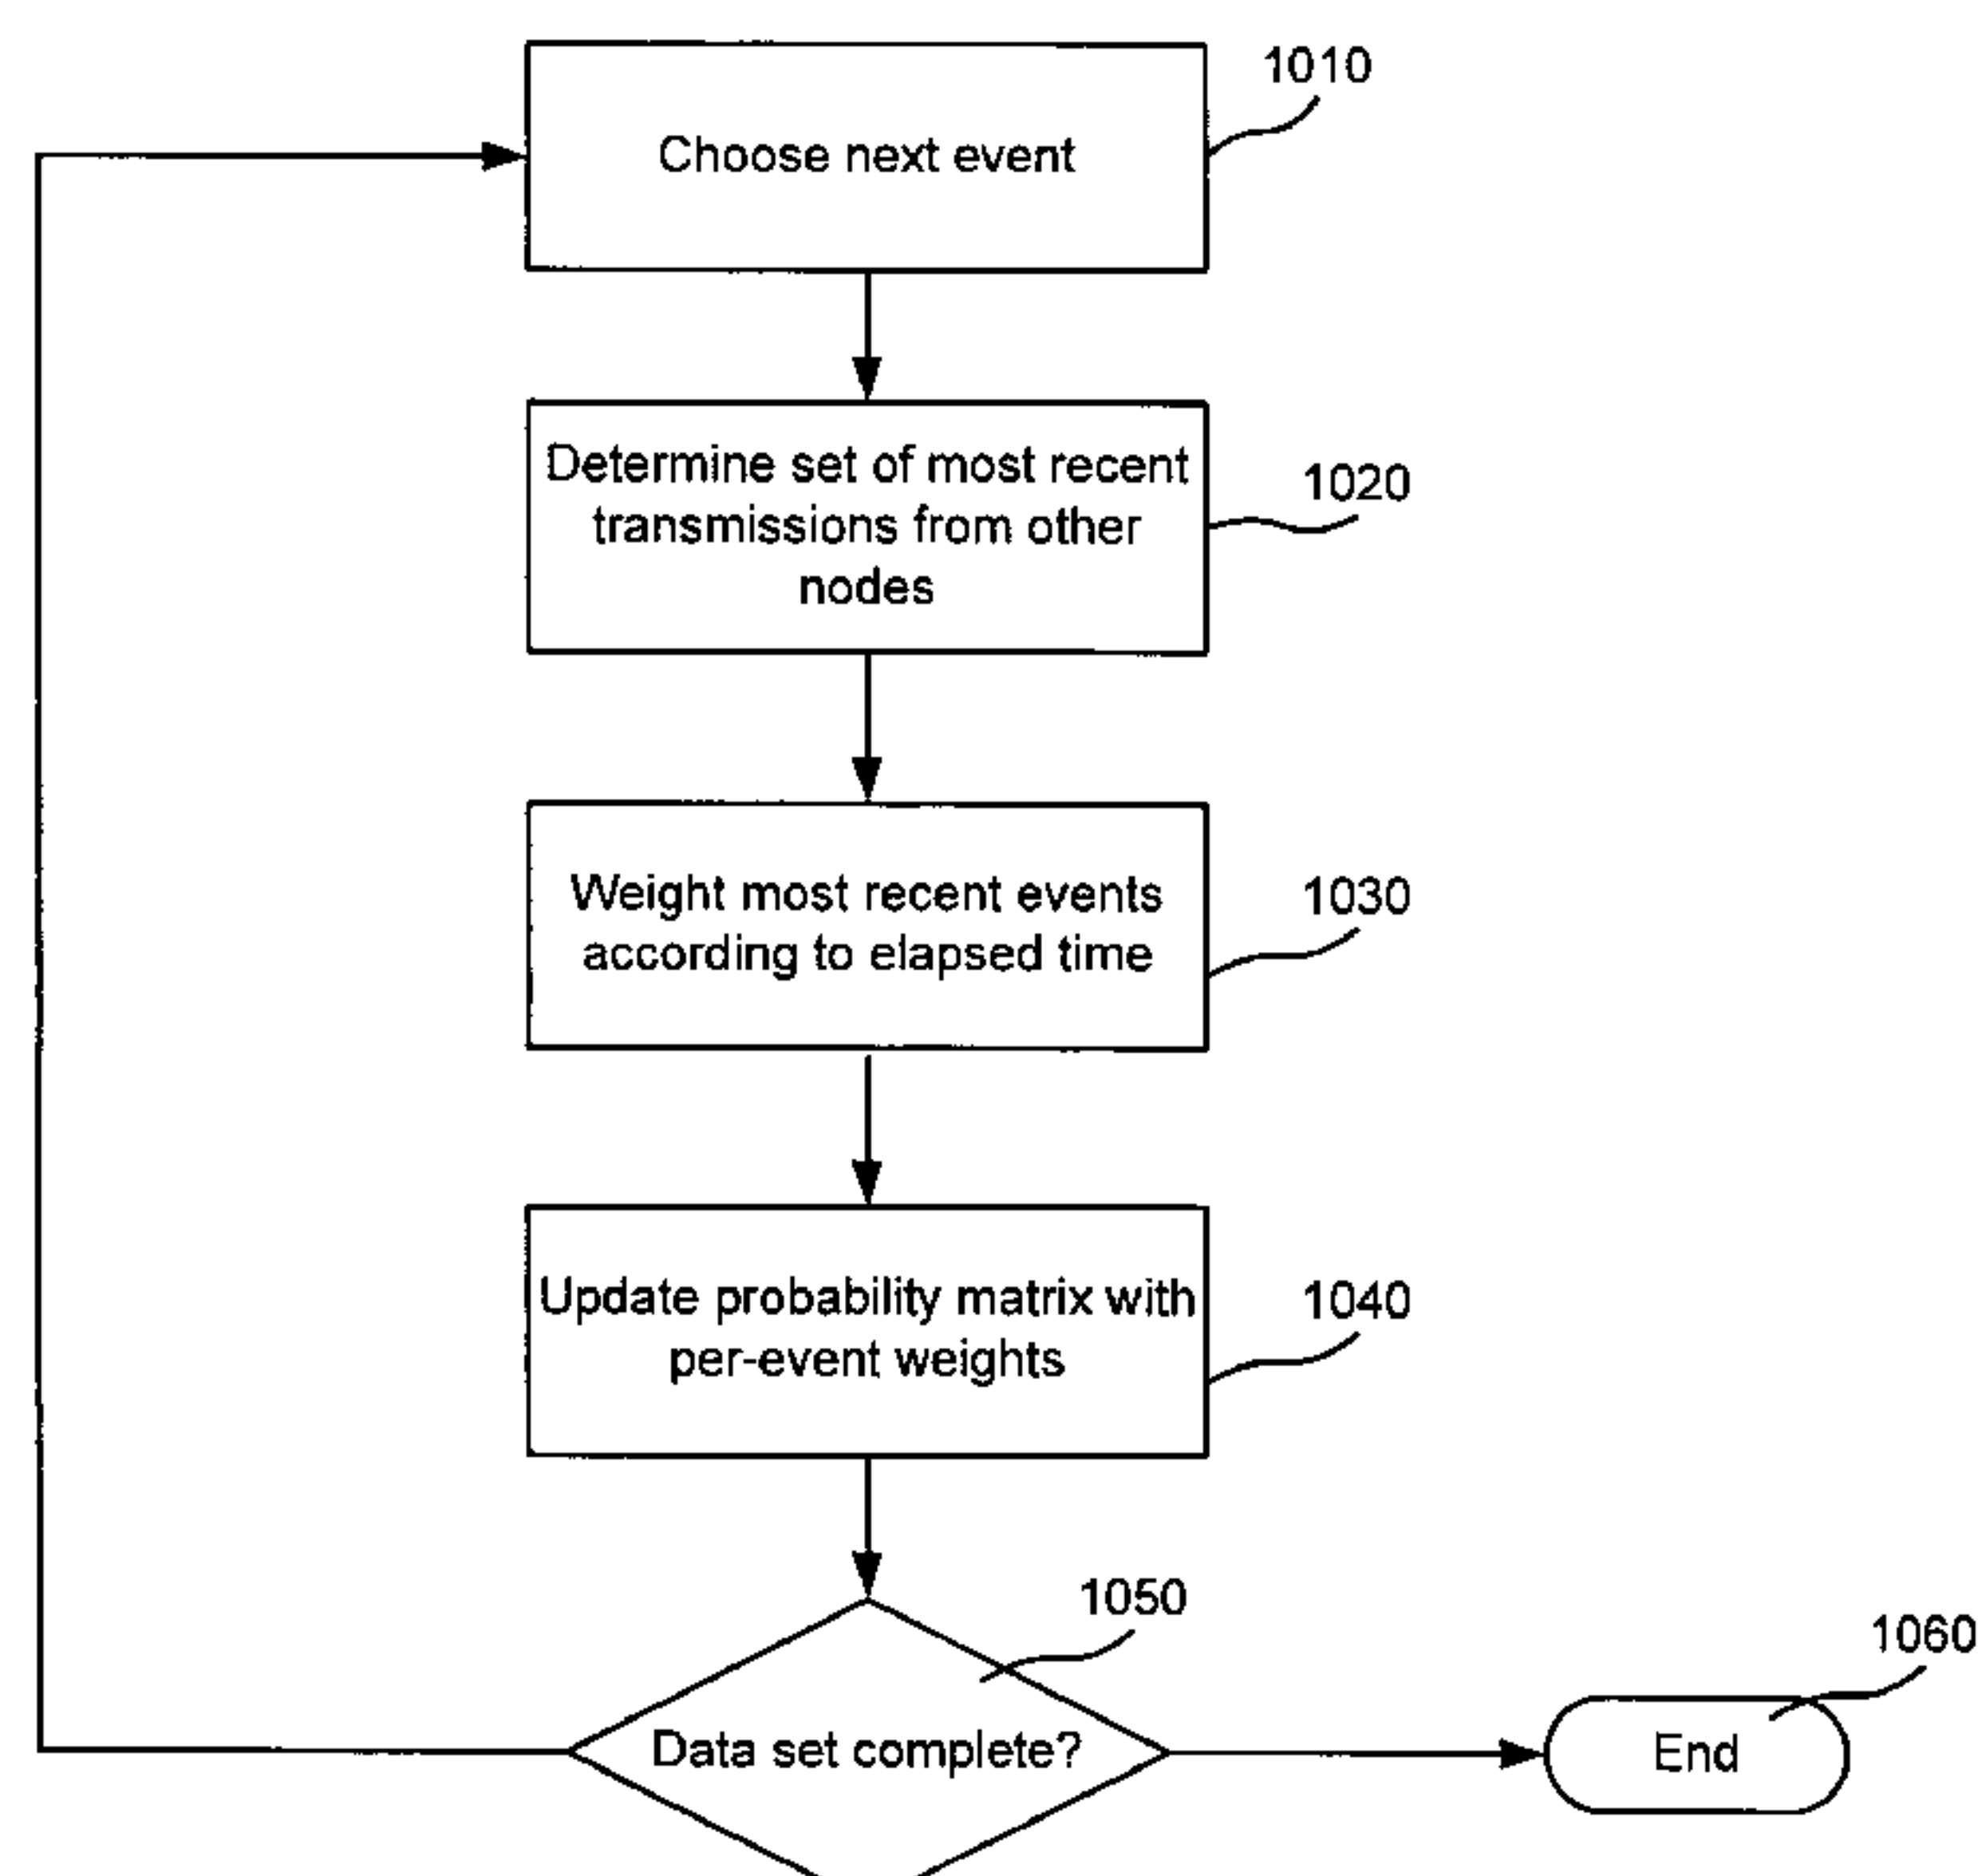 1010
Choose next event
Determine set of most recent
transmissions from other
nodes
1020
Weight most recent events
according to elapsed time
1030
Update probability matrix with
per-event weights
1040
1050
Data set complete?
1060
End